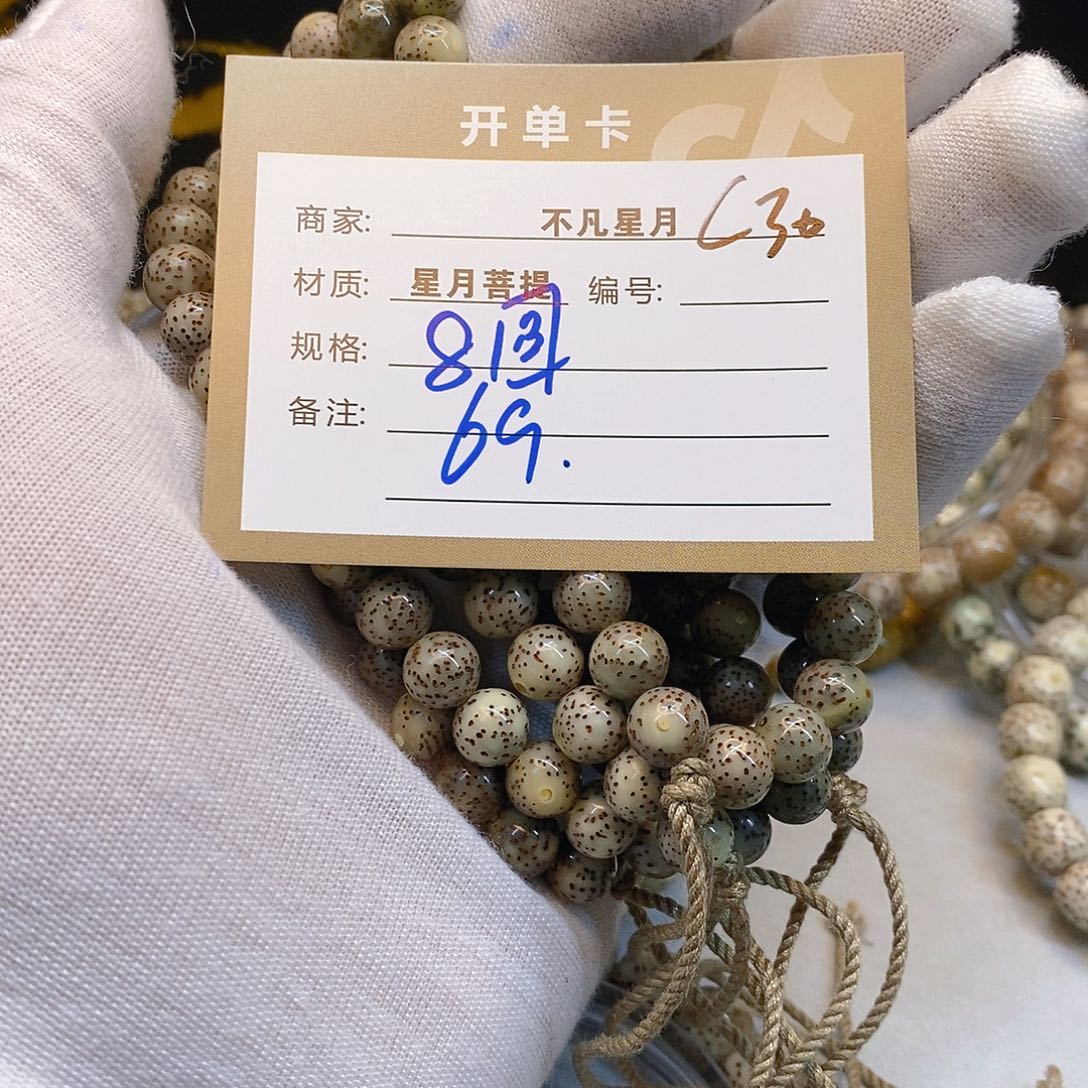 开单卡
商家: 不凡星月
材质: 星月菩提 编号:
规格: 8
备注: 69.